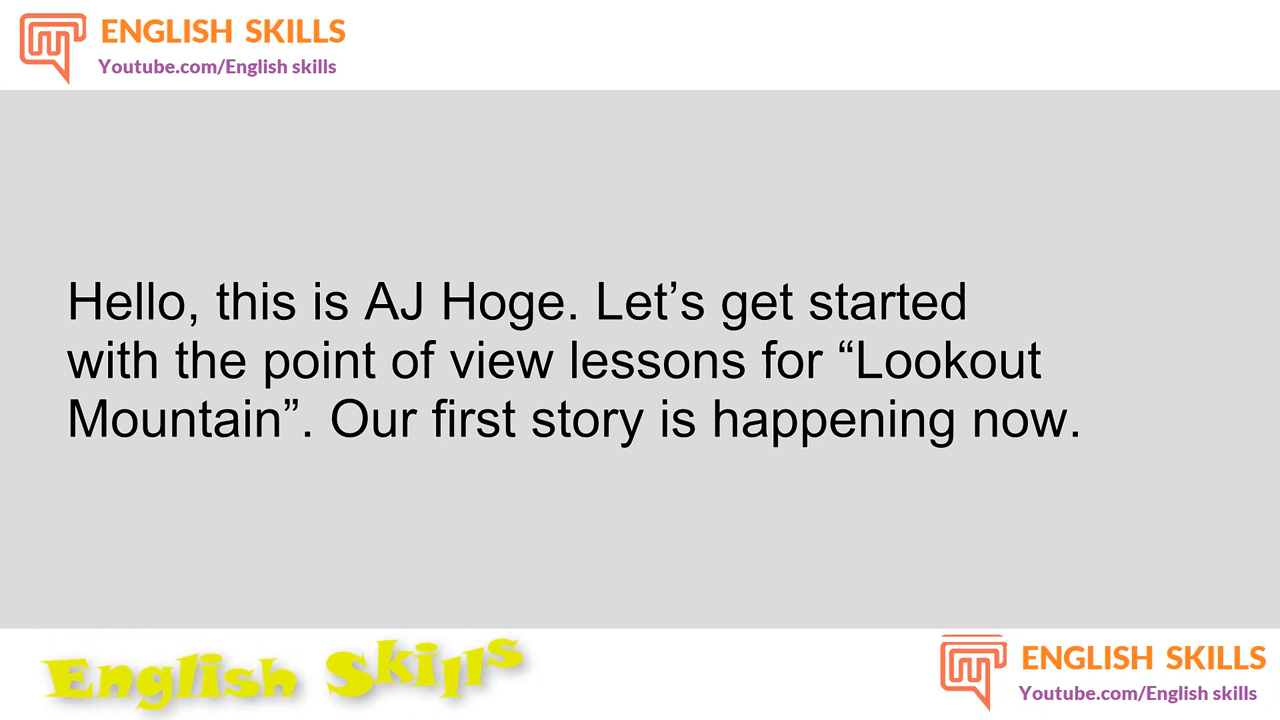 ENGLISH SKILLS
Youtube.com/English skills
Hello, this is AJ Hoge. Let’s get started
with the point of view lessons for “Lookout
Mountain”. Our first story is happening now.
English Skills
ENGLISH SKILLS
Youtube.com/English skills